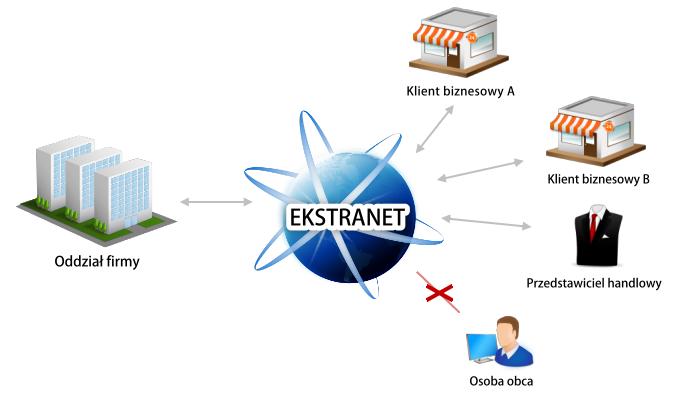 Klient biznesowy A
Klient biznesowy B
EKSTRANET
Oddział firmy
Przedstawiciel handlowy
Osoba obca